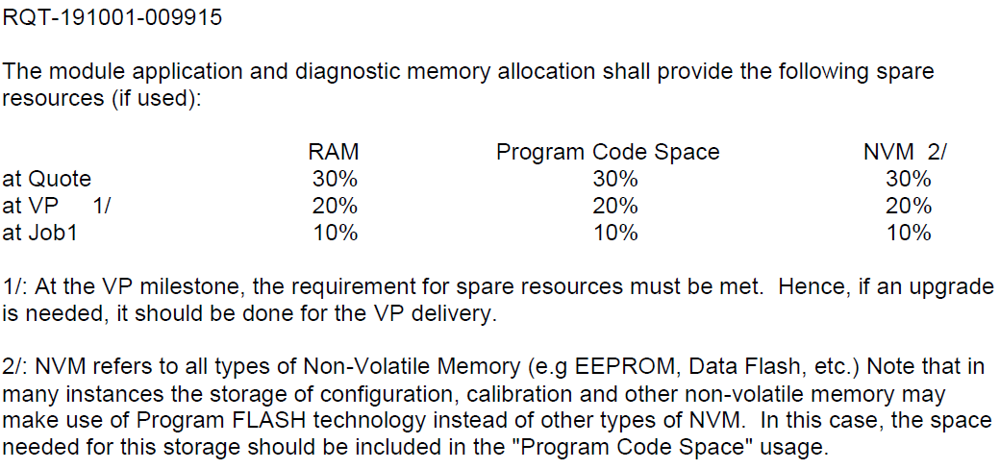 RQT-191001-009915
The module application and diagnostic memory allocation shall provide the following spare
resources (if used):
RAM Program Code Space NVM 2/
at Quote 30% 30% 30%
at VP 1/ 20% 20% 20%
at Job1 10% 10% 10%
1/: At the VP milestone, the requirement for spare resources must be met. Hence, if an upgrade
is needed, it should be done for the VP delivery.
2/: NVM refers to all types of Non-Volatile Memory (e.g EEPROM, Data Flash, etc.) Note that in
many instances the storage of configuration, calibration and other non-volatile memory may
make use of Program FLASH technology instead of other types of NVM. In this case, the space
needed for this storage should be included in the "Program Code Space" usage.